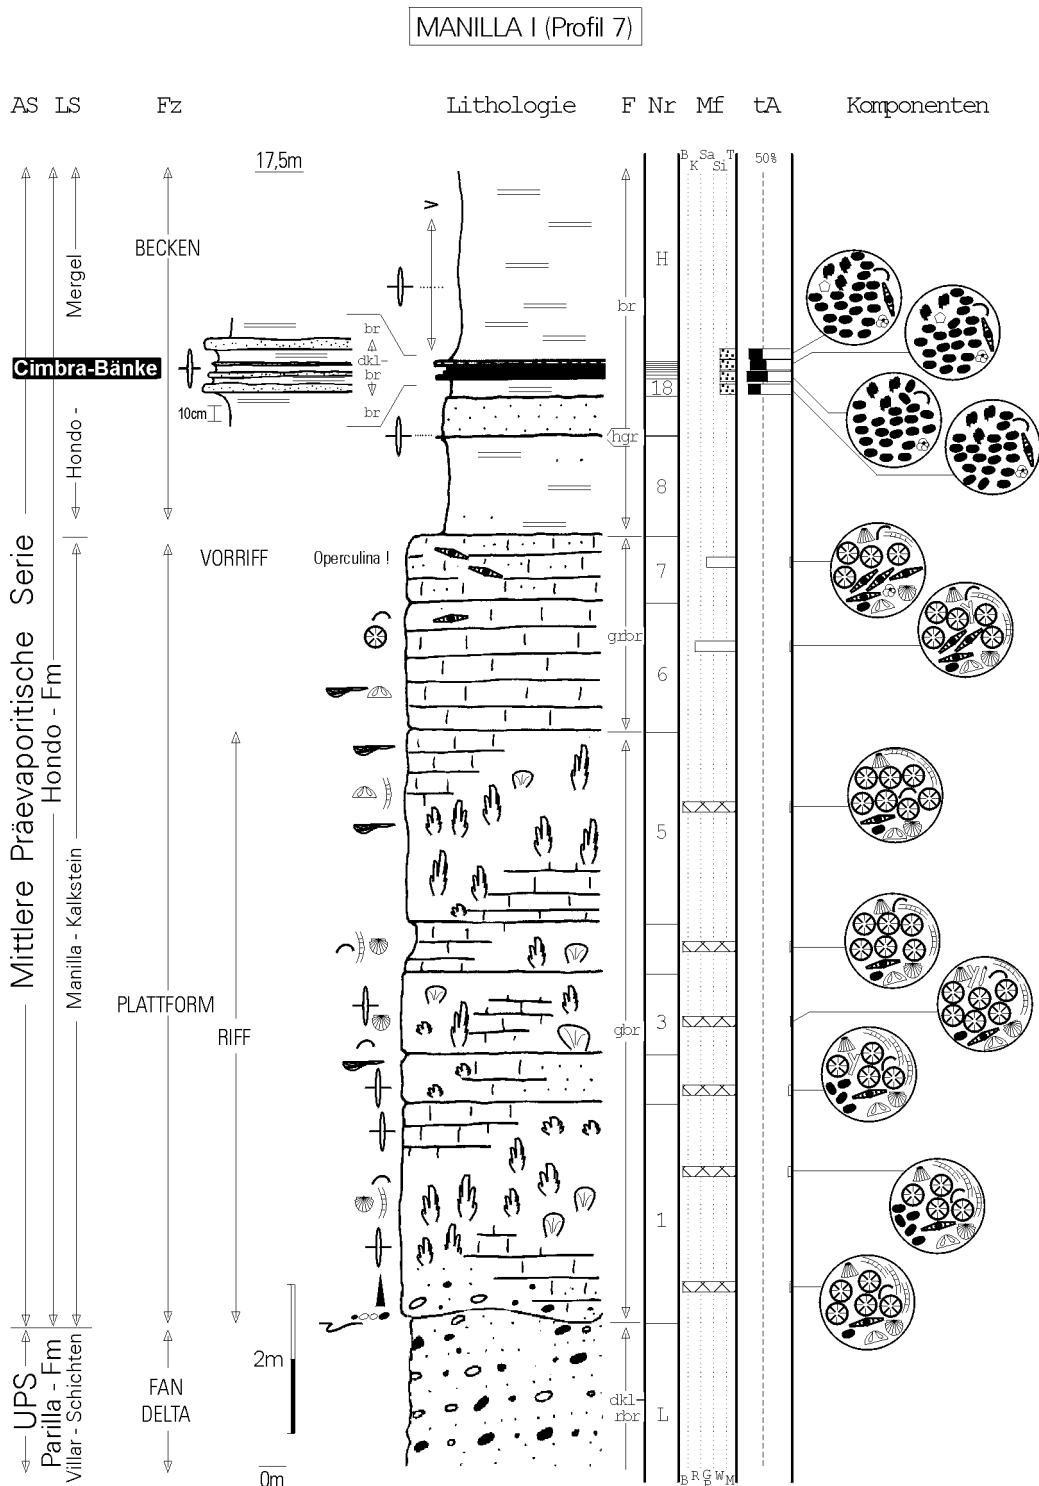 MANILLA I (Profil 7)
AS LS Fz Lithologie F Nr Mf tA Komponenten
17,5m
B K Sa Si T
50%
V
H
BECKEN
Mergel
br
br
Cimbra-Bänke
dkl-
br
18
br
10cm
hgr
Hondo -
8
VORRIFF
Operculina !
7
grbr
6
Mittlere Präevaporitische Serie
Hondo - Fm
Manilla - Kalkstein
5
PLATTFORM
RIFF
3
gbr
1
2m
UPS
Parilla - Fm
Villar - Schichten
FAN
DELTA
dkl-
rbr
L
0m
B R G P W M